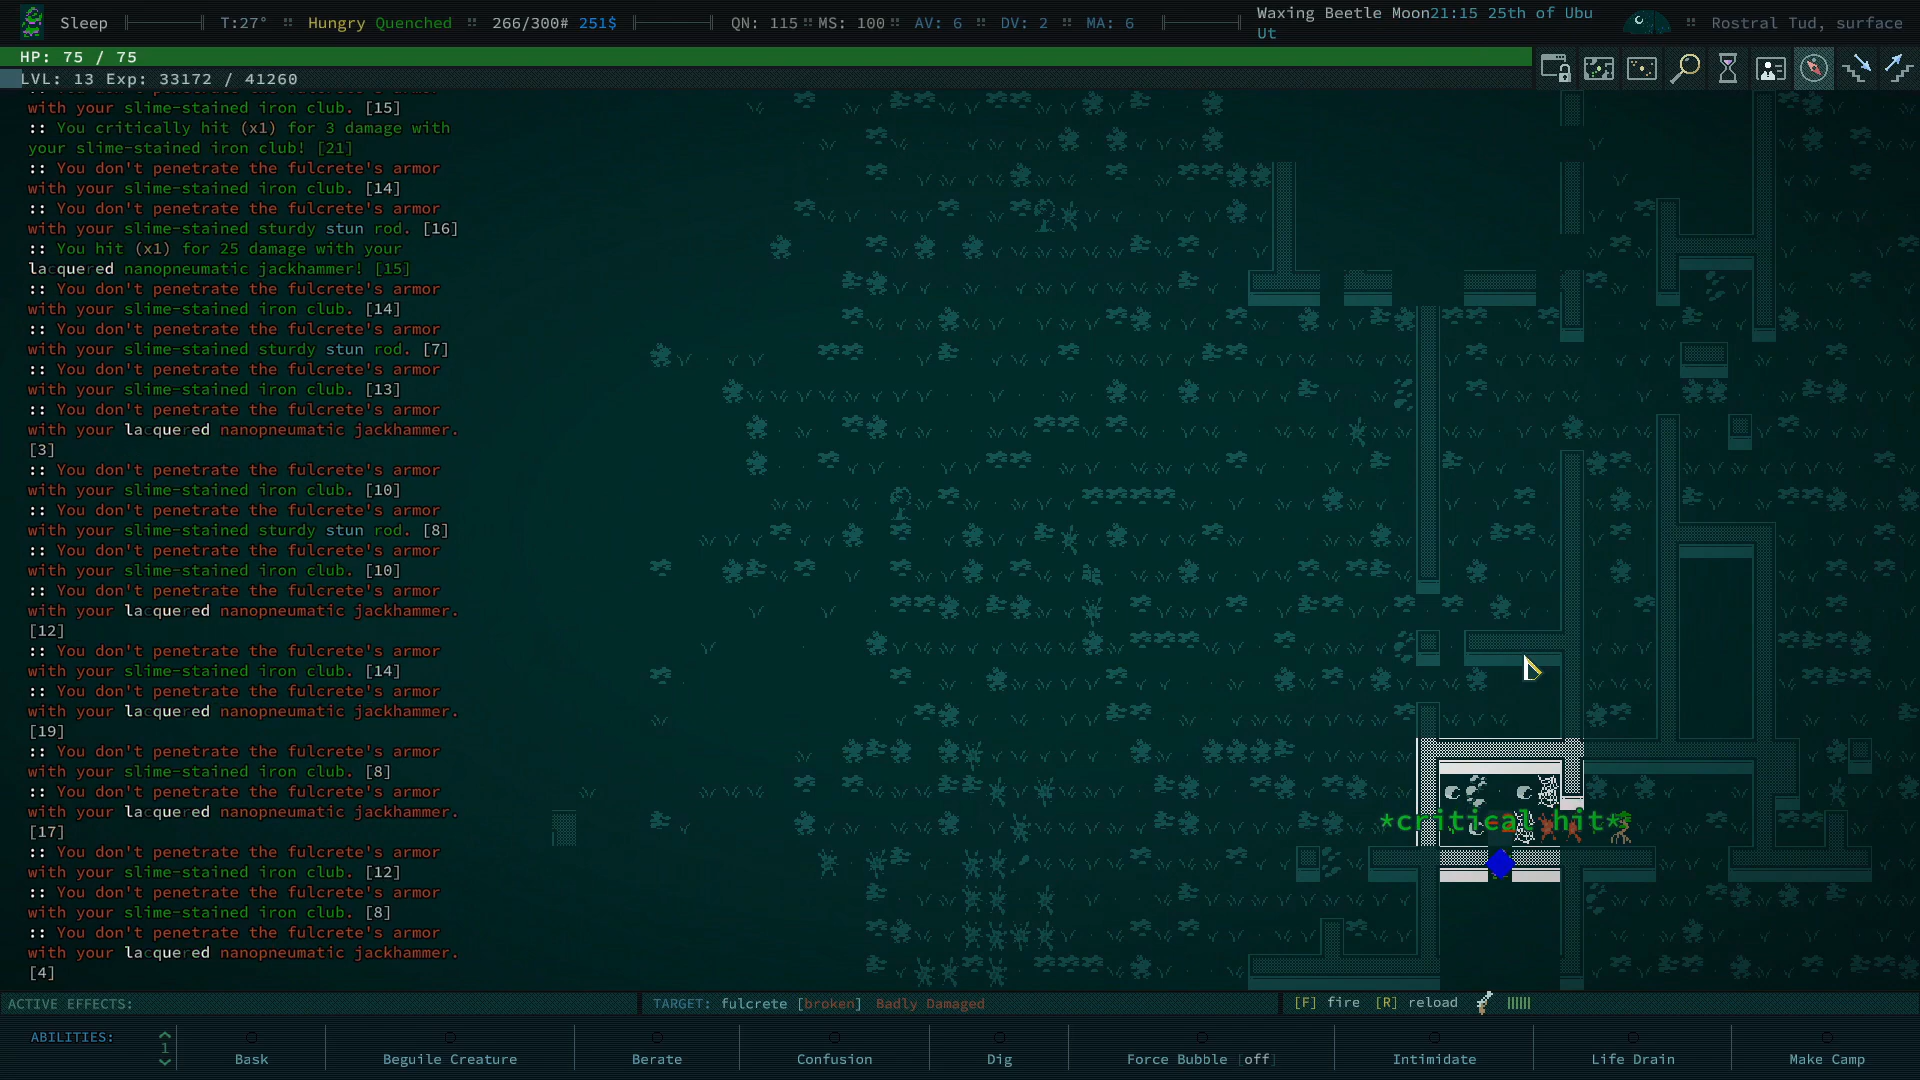 Sleep T:27° :: Hungry Quenched :: 266/300# 251$ QN: 115 :: MS: 100 :: AV: 6 :: DV: 2 :: MA: 6 Waxing Beetle Moon21:15 25th of Ubu Ut :: Rostral Tud, surface
HP: 75 / 75
LVL: 13 Exp: 33172 / 41260
with your slime-stained iron club. [15]
:: You critically hit (x1) for 3 damage with
your slime-stained iron club! [21]
:: You don't penetrate the fulcrete's armor
with your slime-stained iron club. [14]
:: You don't penetrate the fulcrete's armor
with your slime-stained sturdy stun rod. [16]
:: You hit (x1) for 25 damage with your
lacquered nanopneumatic jackhammer! [15]
:: You don't penetrate the fulcrete's armor
with your slime-stained iron club. [14]
:: You don't penetrate the fulcrete's armor
with your slime-stained sturdy stun rod. [7]
:: You don't penetrate the fulcrete's armor
with your slime-stained iron club. [13]
:: You don't penetrate the fulcrete's armor
with your lacquered nanopneumatic jackhammer.
[3]
:: You don't penetrate the fulcrete's armor
with your slime-stained iron club. [10]
:: You don't penetrate the fulcrete's armor
with your slime-stained sturdy stun rod. [8]
:: You don't penetrate the fulcrete's armor
with your slime-stained iron club. [10]
:: You don't penetrate the fulcrete's armor
with your lacquered nanopneumatic jackhammer.
[12]
:: You don't penetrate the fulcrete's armor
with your slime-stained iron club. [14]
:: You don't penetrate the fulcrete's armor
with your lacquered nanopneumatic jackhammer.
[19]
:: You don't penetrate the fulcrete's armor
with your slime-stained iron club. [8]
:: You don't penetrate the fulcrete's armor
with your lacquered nanopneumatic jackhammer.
[17]
:: You don't penetrate the fulcrete's armor
with your slime-stained iron club. [12]
:: You don't penetrate the fulcrete's armor
with your slime-stained iron club. [8]
:: You don't penetrate the fulcrete's armor
with your lacquered nanopneumatic jackhammer.
[4]
*critical hit*
ACTIVE EFFECTS: TARGET: fulcrete [broken] Badly Damaged [F] fire [R] reload
ABILITIES: 1 Bask Beguile Creature Berate Confusion Dig Force Bubble [off] Intimidate Life Drain Make Camp